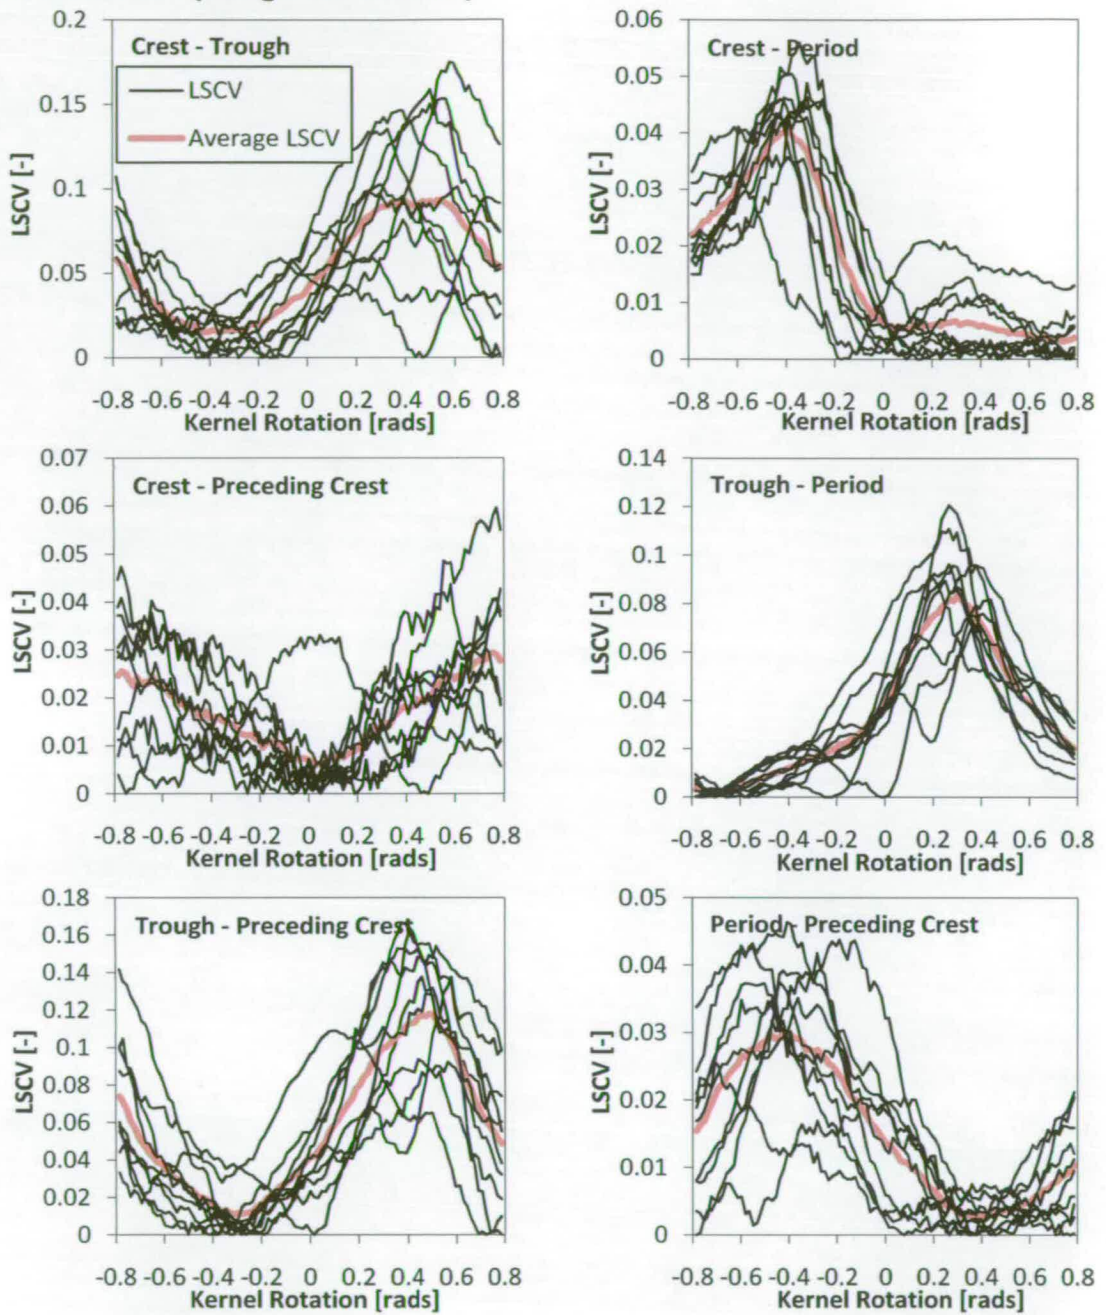 0.2
0.15
0.1
0.05
0
LSCV [-]
Crest - Trough
LSCV
Average LSCV
-0.8 -0.6 -0.4 -0.2 0 0.2 0.4 0.6 0.8
Kernel Rotation [rads]
0.06
0.05
0.04
0.03
0.02
0.01
0
LSCV [-]
Crest - Period
-0.8 -0.6 -0.4 -0.2 0 0.2 0.4 0.6 0.8
Kernel Rotation [rads]
0.07
0.06
0.05
0.04
0.03
0.02
0.01
0
LSCV [-]
Crest - Preceding Crest
-0.8 -0.6 -0.4 -0.2 0 0.2 0.4 0.6 0.8
Kernel Rotation [rads]
0.14
0.12
0.1
0.08
0.06
0.04
0.02
0
LSCV [-]
Trough - Period
-0.8 -0.6 -0.4 -0.2 0 0.2 0.4 0.6 0.8
Kernel Rotation [rads]
0.18
0.16
0.14
0.12
0.1
0.08
0.06
0.04
0.02
0
LSCV [-]
Trough - Preceding Crest
-0.8 -0.6 -0.4 -0.2 0 0.2 0.4 0.6 0.8
Kernel Rotation [rads]
0.05
0.04
0.03
0.02
0.01
0
LSCV [-]
Period - Preceding Crest
-0.8 -0.6 -0.4 -0.2 0 0.2 0.4 0.6 0.8
Kernel Rotation [rads]